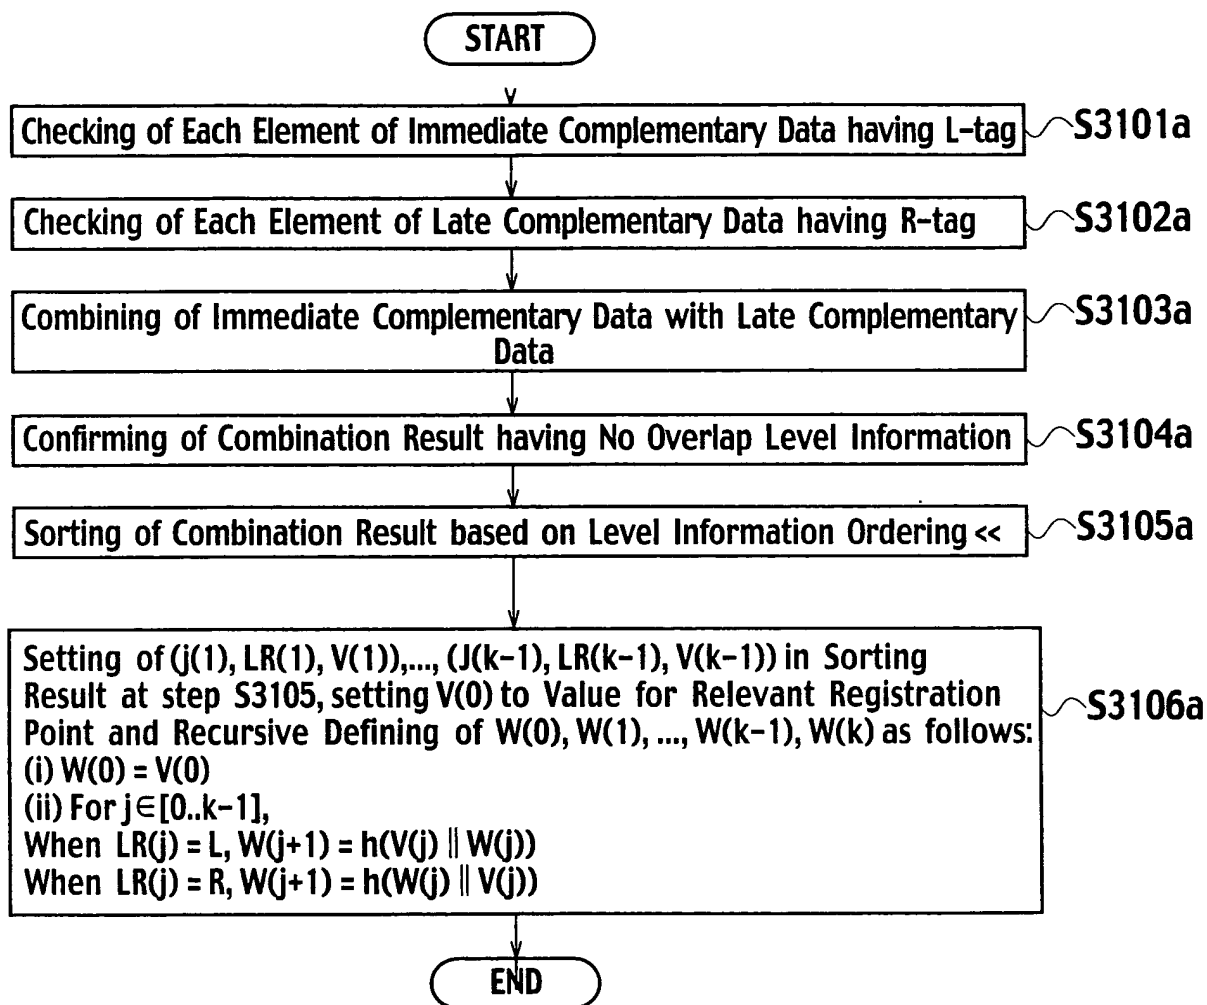 START
Checking of Each Element of Immediate Complementary Data having L-tag
S3101a
Checking of Each Element of Late Complementary Data having R-tag
S3102a
Combining of Immediate Complementary Data with Late Complementary
Data
S3103a
Confirming of Combination Result having No Overlap Level Information
S3104a
Sorting of Combination Result based on Level Information Ordering <<
S3105a
Setting of (j(1), LR(1), V(1)),..., (J(k-1), LR(k-1), V(k-1)) in Sorting
Result at step S3105, setting V(0) to Value for Relevant Registration
Point and Recursive Defining of W(0), W(1), ..., W(k-1), W(k) as follows:
(i) W(0) = V(0)
(ii) For j∈[0..k-1],
When LR(j) = L, W(j+1) = h(V(j) || W(j))
When LR(j) = R, W(j+1) = h(W(j) || V(j))
S3106a
END